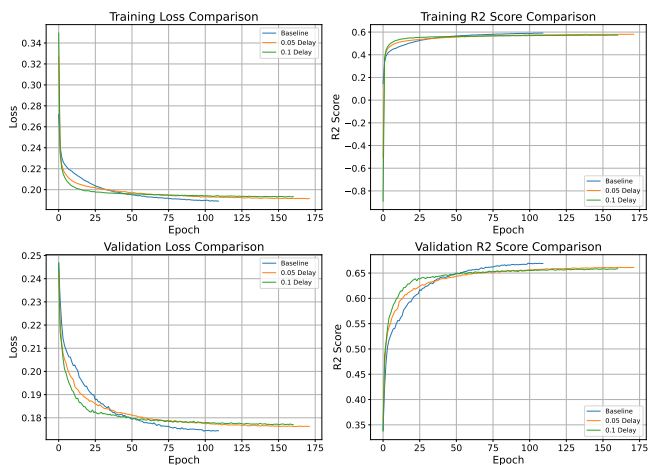 Training Loss Comparison
0.34
0.32
0.30
0.28
0.26
0.24
0.22
0.20
Loss
0 25 50 75 100 125 150 175
Epoch
Baseline
0.05 Delay
0.1 Delay
Training R2 Score Comparison
0.6
0.4
0.2
0.0
−0.2
−0.4
−0.6
−0.8
R2 Score
0 25 50 75 100 125 150 175
Epoch
Baseline
0.05 Delay
0.1 Delay
Validation Loss Comparison
0.25
0.24
0.23
0.22
0.21
0.20
0.19
0.18
Loss
0 25 50 75 100 125 150 175
Epoch
Baseline
0.05 Delay
0.1 Delay
Validation R2 Score Comparison
0.65
0.60
0.55
0.50
0.45
0.40
0.35
R2 Score
0 25 50 75 100 125 150 175
Epoch
Baseline
0.05 Delay
0.1 Delay